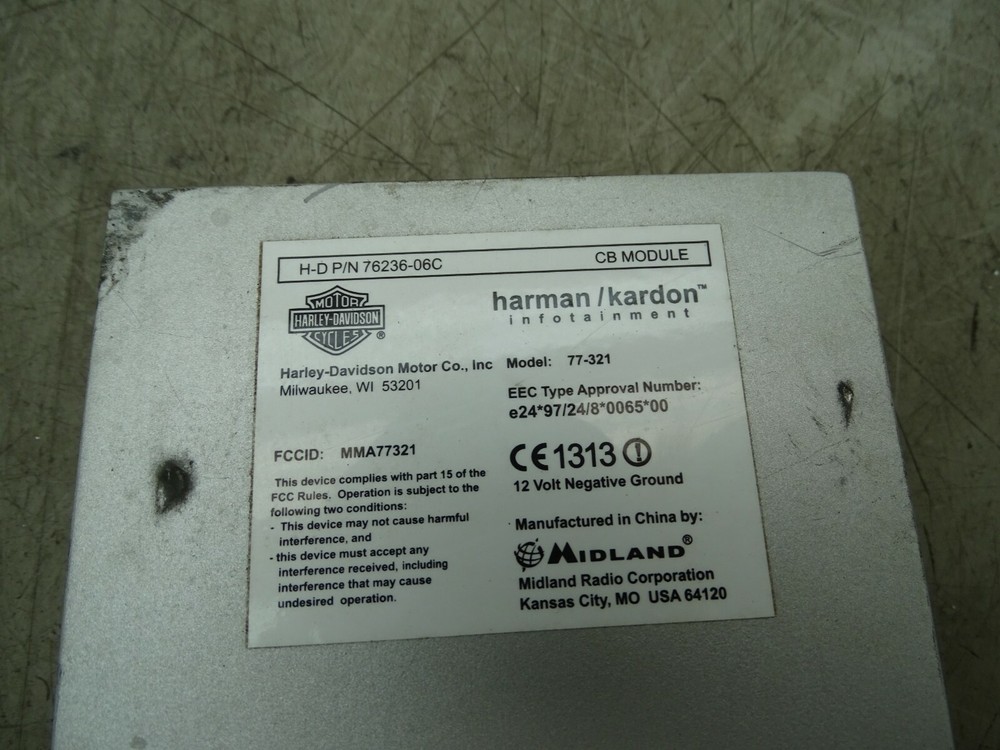 H-D P/N 76236-06C CB MODULE
MOTOR
HARLEY-DAVIDSON
CYCLES ®
harman/kardon™
infotainment
Harley-Davidson Motor Co., Inc
Milwaukee, WI 53201
Model: 77-321
EEC Type Approval Number:
e24*97/24/8*0065*00
FCCID: MMA77321
This device complies with part 15 of the
FCC Rules. Operation is subject to the
following two conditions:
- This device may not cause harmful
interference, and
- this device must accept any
interference received, including
interference that may cause
undesired operation.
CE1313 !
12 Volt Negative Ground
Manufactured in China by:
MIDLAND®
Midland Radio Corporation
Kansas City, MO USA 64120